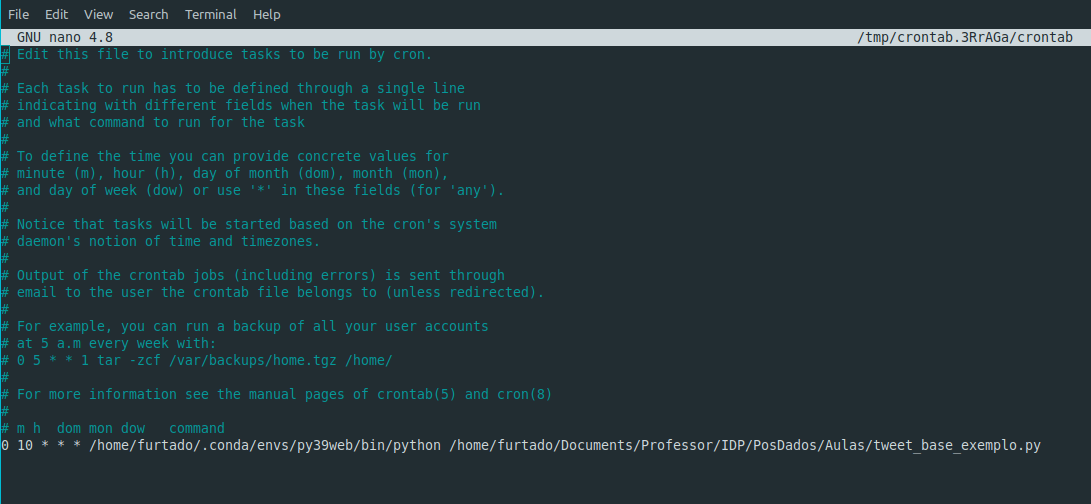 File Edit View Search Terminal Help
GNU nano 4.8 /tmp/crontab.3RrAGa/crontab
# Edit this file to introduce tasks to be run by cron.
#
# Each task to run has to be defined through a single line
# indicating with different fields when the task will be run
# and what command to run for the task
#
# To define the time you can provide concrete values for
# minute (m), hour (h), day of month (dom), month (mon),
# and day of week (dow) or use '*' in these fields (for 'any').
#
# Notice that tasks will be started based on the cron's system
# daemon's notion of time and timezones.
#
# Output of the crontab jobs (including errors) is sent through
# email to the user the crontab file belongs to (unless redirected).
#
# For example, you can run a backup of all your user accounts
# at 5 a.m every week with:
# 0 5 * * 1 tar -zcf /var/backups/home.tgz /home/
#
# For more information see the manual pages of crontab(5) and cron(8)
#
# m h  dom mon dow   command
0 10 * * * /home/furtado/.conda/envs/py39web/bin/python /home/furtado/Documents/Professor/IDP/PosDados/Aulas/tweet_base_exemplo.py